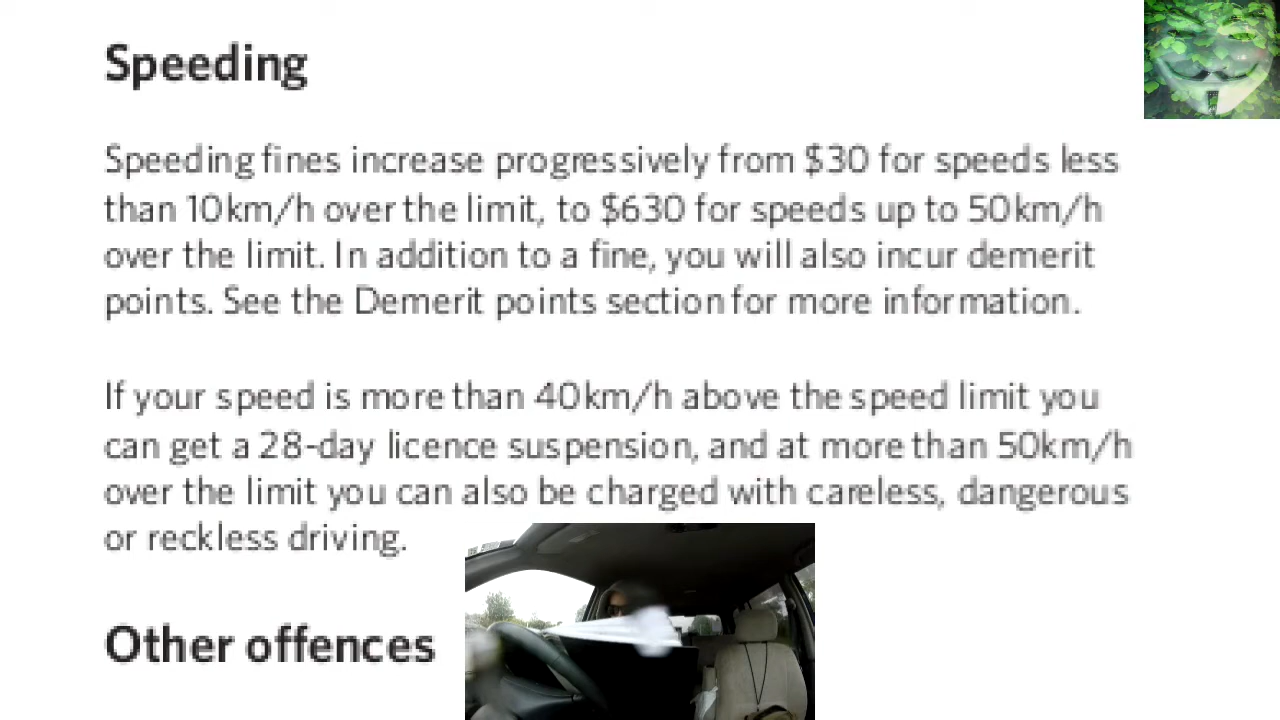 Speeding
Speeding fines increase progressively from $30 for speeds less
than 10km/h over the limit, to $630 for speeds up to 50km/h
over the limit. In addition to a fine, you will also incur demerit
points. See the Demerit points section for more information.
If your speed is more than 40km/h above the speed limit you
can get a 28-day licence suspension, and at more than 50km/h
over the limit you can also be charged with careless, dangerous
or reckless driving.
Other offences